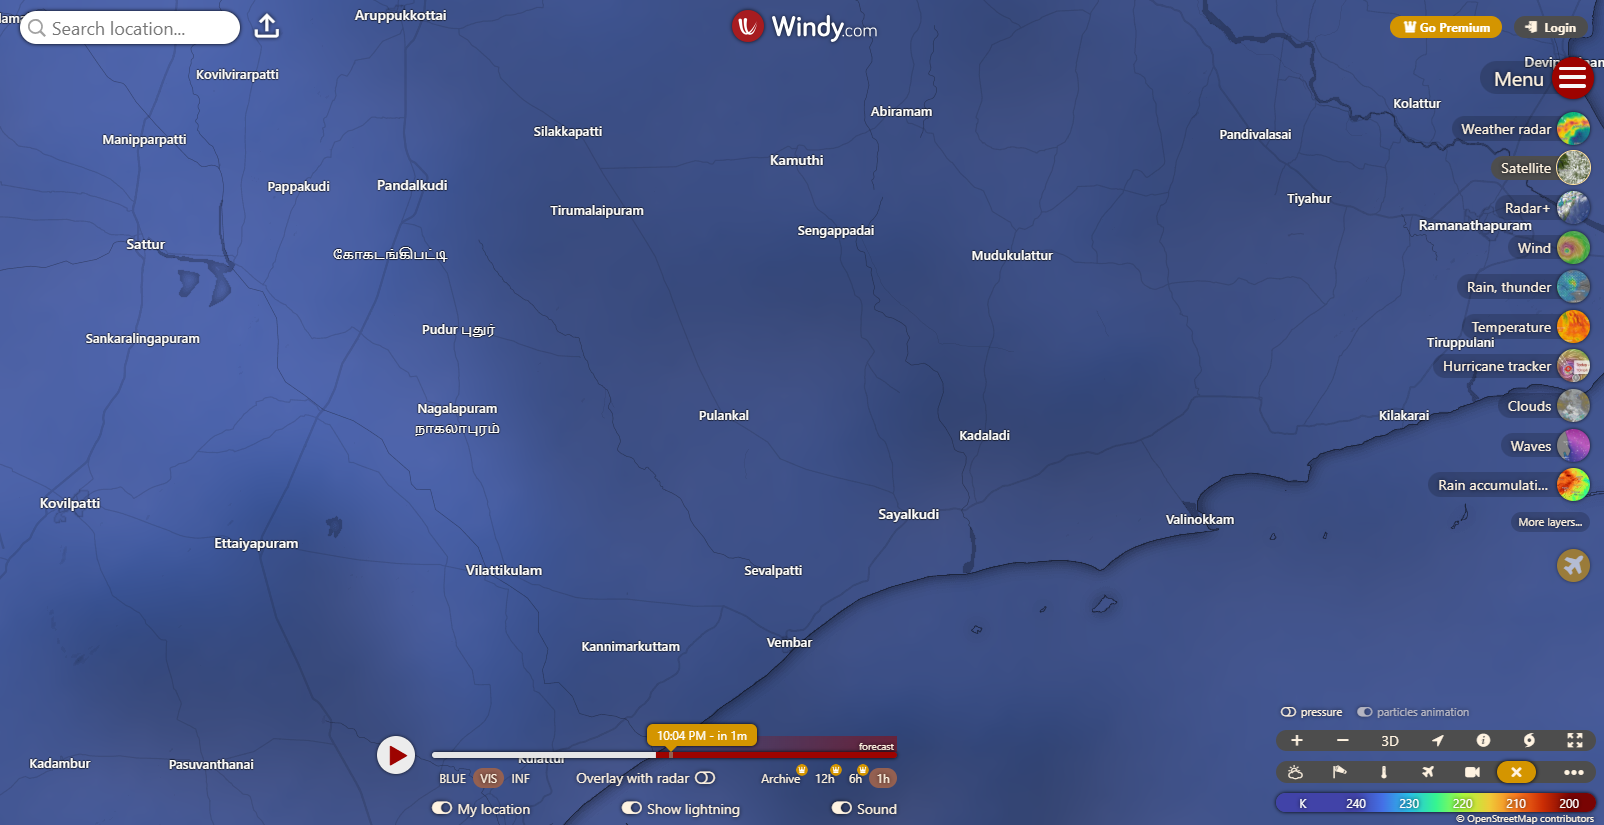 Search location...
Aruppukkottai
Windy.com
Go Premium
Login
Menu
Kovilvirarpatti
Abiramam
Kolattur
Manipparpatti
Silakkapatti
Pandivalasai
Weather radar
Kamuthi
Satellite
Pappakudi
Pandalkudi
Tirumalaipuram
Tiyahur
Radar+
Ramanathapuram
Sengappadai
Sattur
கோகடங்கிபட்டி
Mudukulattur
Wind
Rain, thunder
Sankaralingapuram
Pudur புதுர்
Temperature
Tiruppulani
Hurricane tracker
Nagalapuram
நாகலாபுரம்
Pulankal
Kilakarai
Clouds
Kadaladi
Waves
Rain accumulati...
Kovilpatti
Sayalkudi
Valinokkam
More layers...
Ettaiyapuram
Vilattikulam
Sevalpatti
Kannimarkuttam
Vembar
pressure
particles animation
10:04 PM - in 1m
forecast
3D
Kadambur
Pasuvanthanai
BLUE VIS INF
Overlay with radar
Archive 12h 6h 1h
My location
Show lightning
Sound
K 240 230 220 210 200
© OpenStreetMap contributors